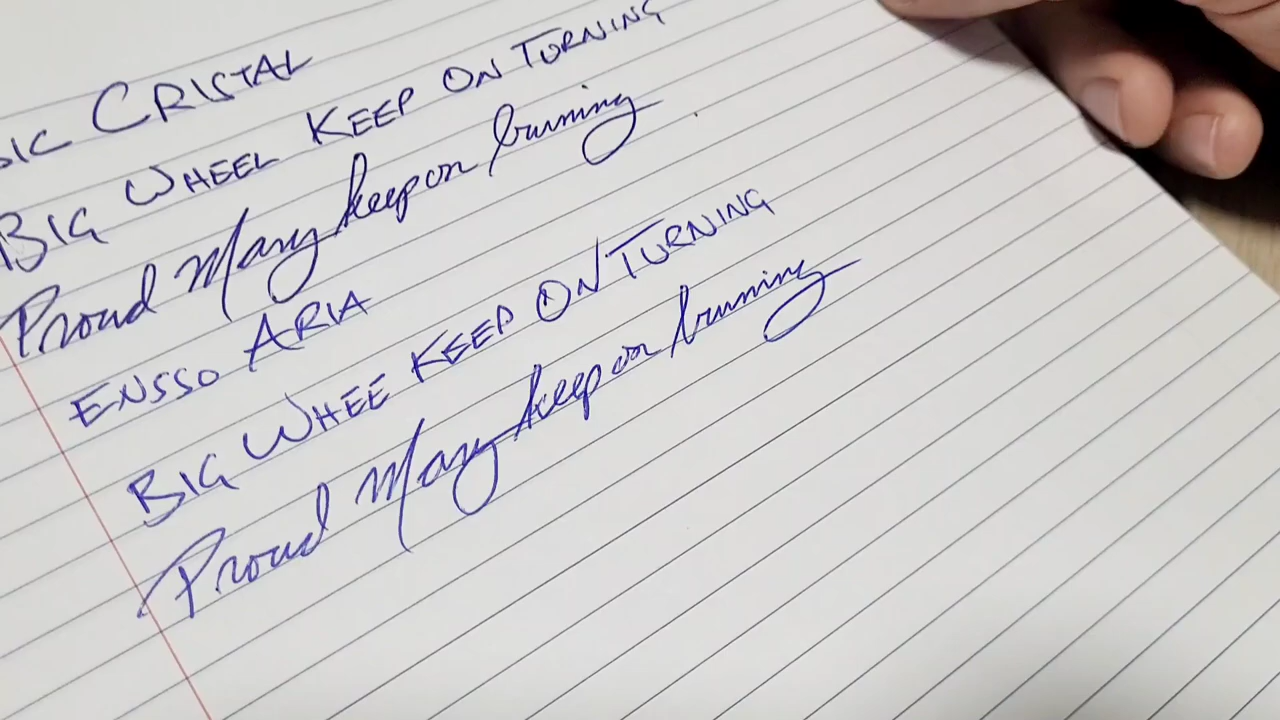 BIC CRISTAL
BIG WHEEL KEEP ON TURNING
Proud Mary keep on burning
ENSSO ARIA
BIG WHEE KEEP ON TURNING
Proud Mary keep on burning